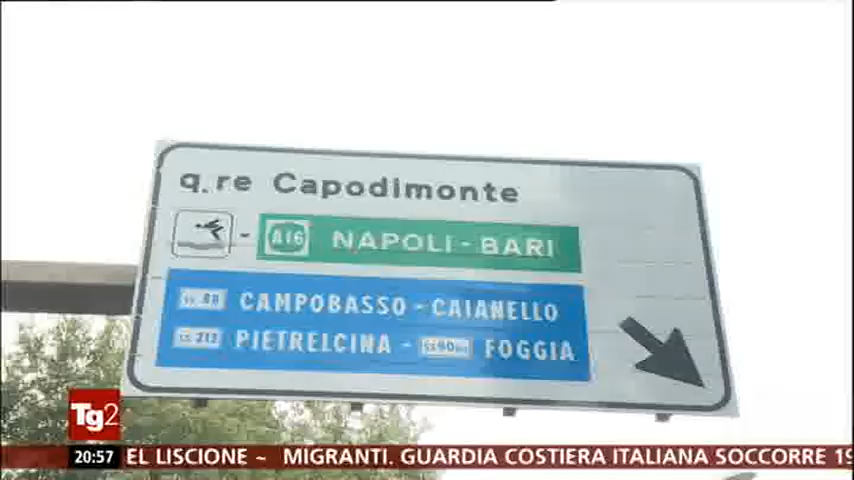 q.re Capodimonte
- A16 NAPOLI - BARI
SS 88 CAMPOBASSO - CAIANELLO
SS 212 PIETRELCINA - SS90bis FOGGIA
Tg2
20:57 EL LISCIONE ~ MIGRANTI. GUARDIA COSTIERA ITALIANA SOCCORRE 19